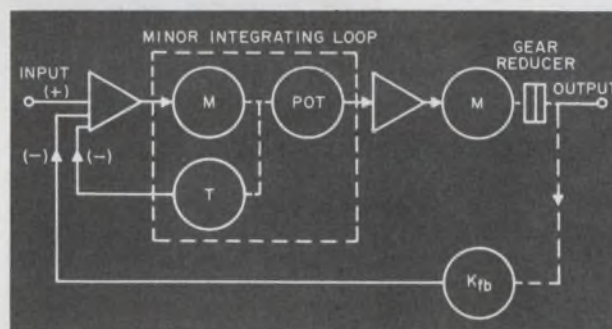 MINOR INTEGRATING LOOP
GEAR
REDUCER
INPUT
(+)
OUTPUT
M
POT
M
(-)
(-)
T
Kfb